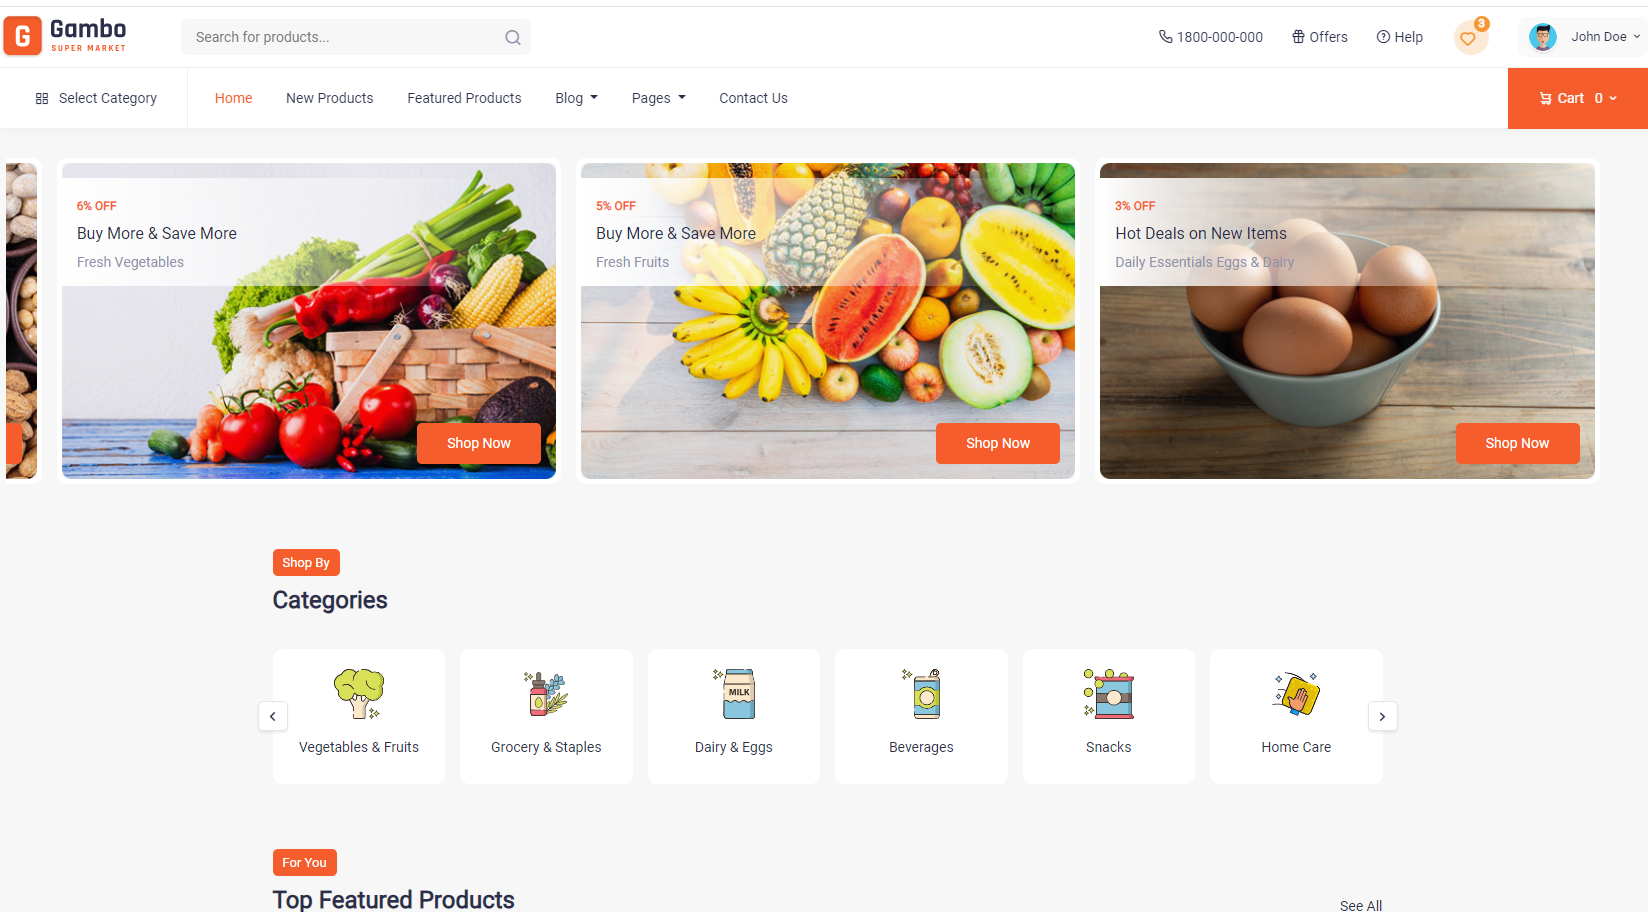 G Gambo
SUPER MARKET
Search for products...
1800-000-000
Offers
Help
3
John Doe
Select Category
Home
New Products
Featured Products
Blog
Pages
Contact Us
Cart 0
6% OFF
Buy More & Save More
Fresh Vegetables
Shop Now
5% OFF
Buy More & Save More
Fresh Fruits
Shop Now
3% OFF
Hot Deals on New Items
Daily Essentials Eggs & Dairy
Shop Now
Shop By
Categories
MILK
Vegetables & Fruits
Grocery & Staples
Dairy & Eggs
Beverages
Snacks
Home Care
For You
Top Featured Products
See All